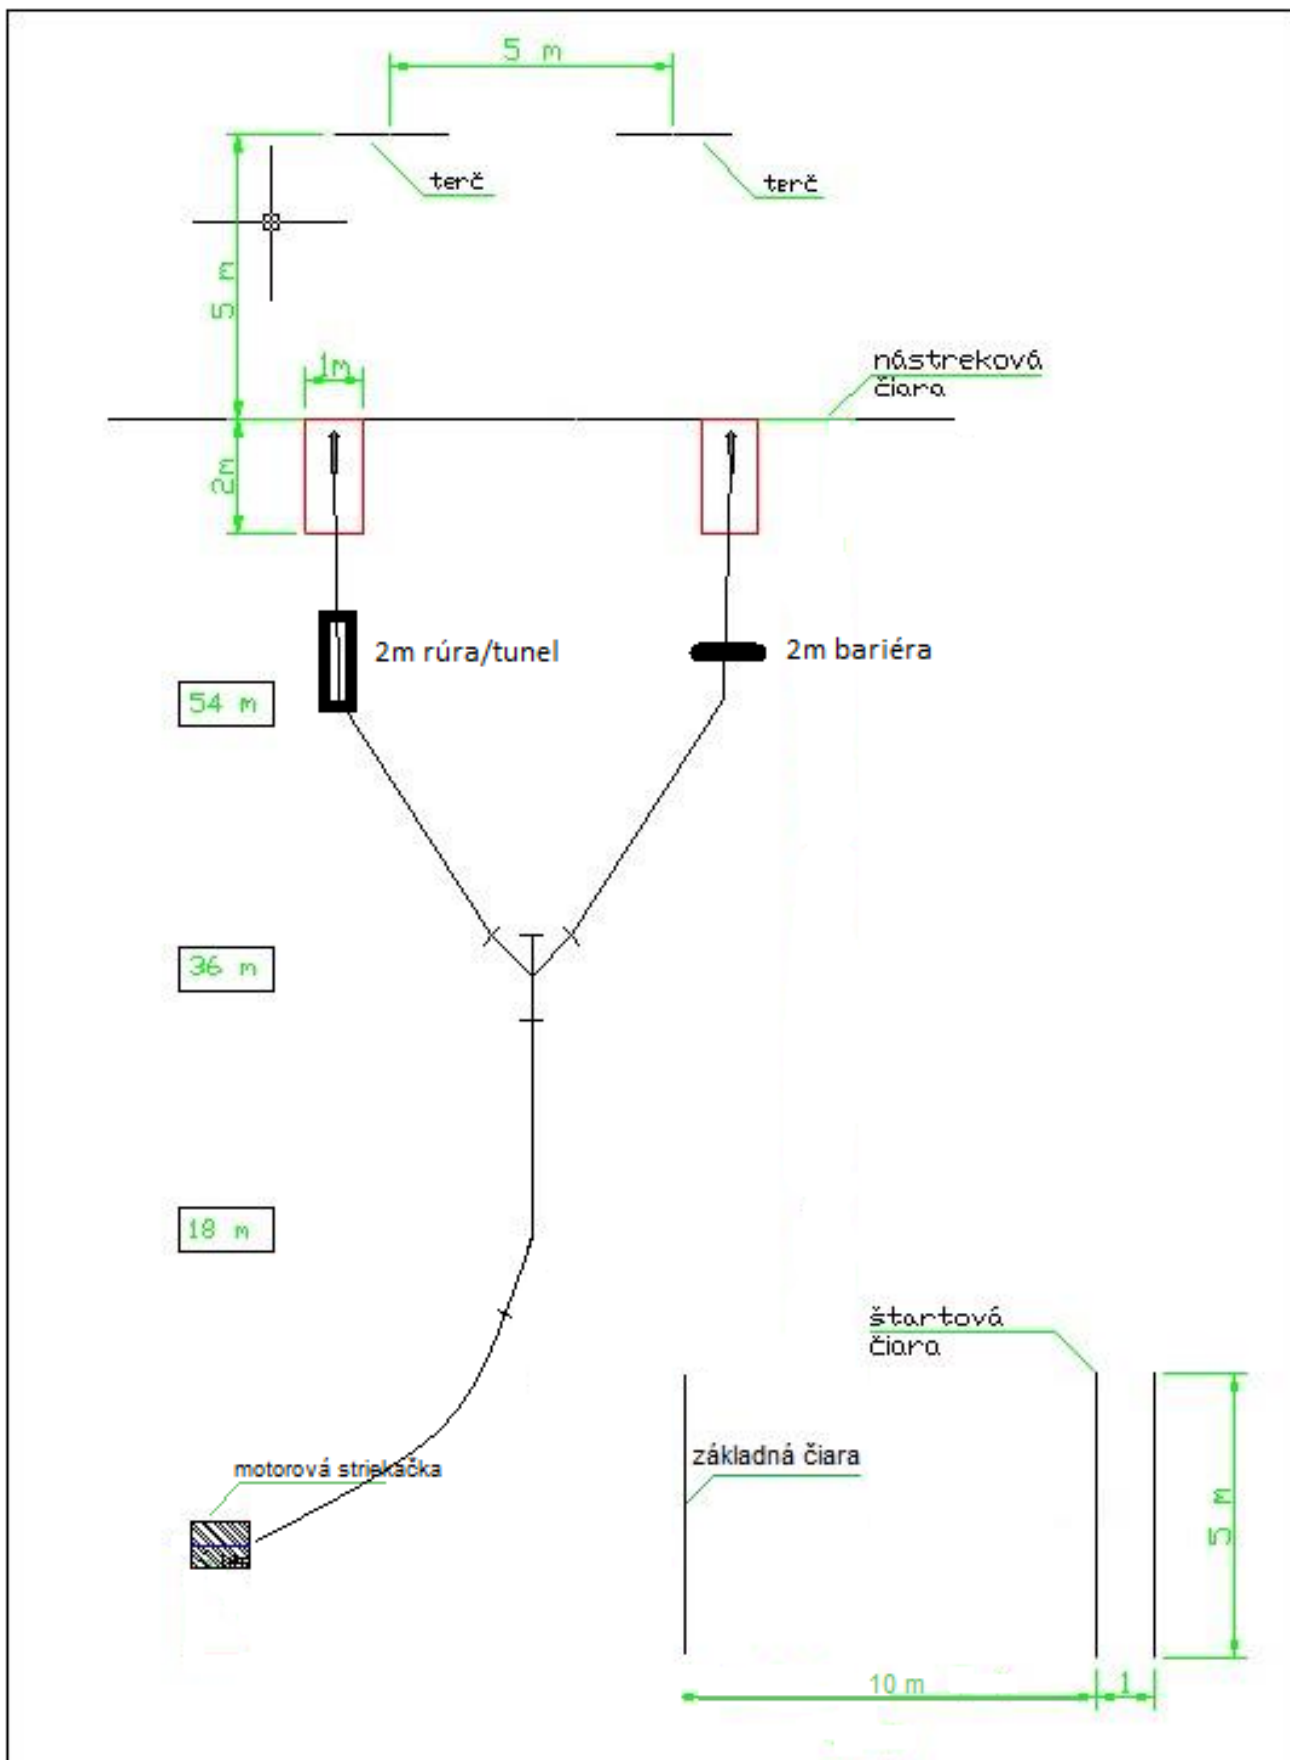 5 m
terč
terč
5 m
1m
nástreková
čiara
2m
2m rúra/tunel
2m bariéra
54 m
36 m
18 m
štartová
čiara
základná čiara
motorová striekačka
5 m
10 m
1